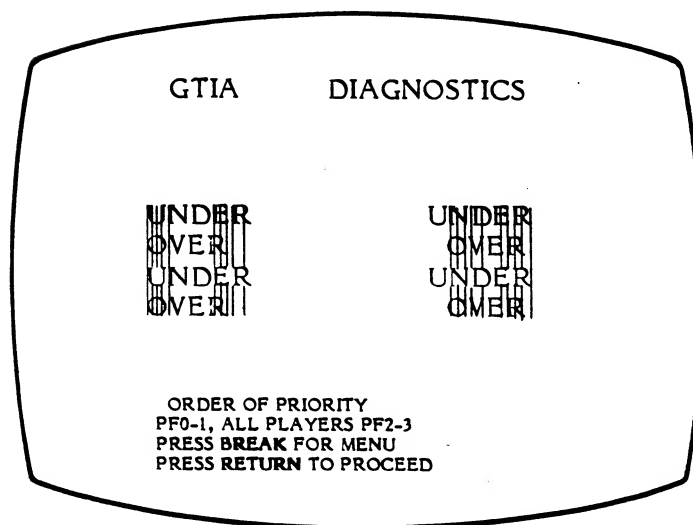 GTIA DIAGNOSTICS
UNDER UNDER
OVER OVER
UNDER UNDER
OVER OVER
ORDER OF PRIORITY
PF0-1, ALL PLAYERS PF2-3
PRESS BREAK FOR MENU
PRESS RETURN TO PROCEED